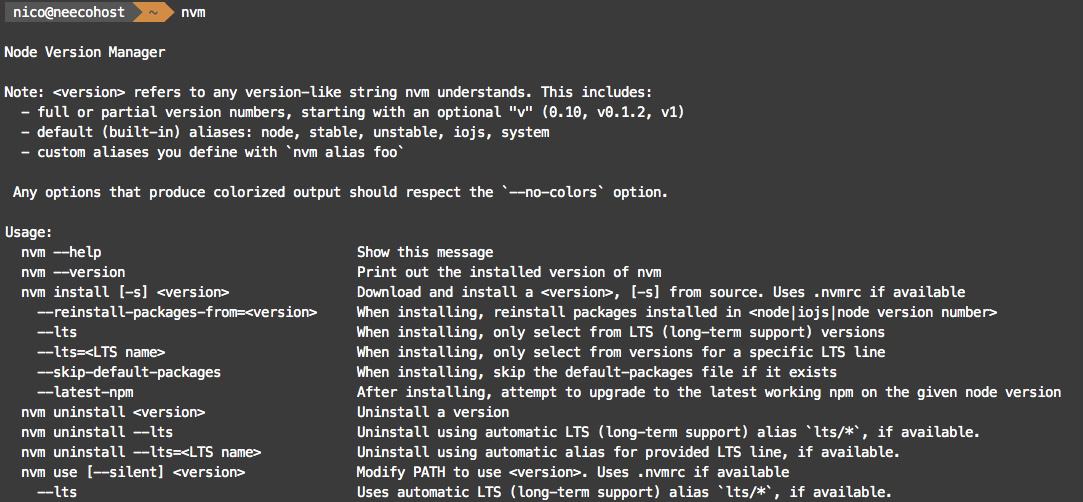 nico@neecohost ~ nvm
Node Version Manager
Note: <version> refers to any version-like string nvm understands. This includes:
- full or partial version numbers, starting with an optional "v" (0.10, v0.1.2, v1)
- default (built-in) aliases: node, stable, unstable, iojs, system
- custom aliases you define with `nvm alias foo`
Any options that produce colorized output should respect the `--no-colors` option.
Usage:
nvm --help Show this message
nvm --version Print out the installed version of nvm
nvm install [-s] <version> Download and install a <version>, [-s] from source. Uses .nvmrc if available
--reinstall-packages-from=<version> When installing, reinstall packages installed in <node|iojs|node version number>
--lts When installing, only select from LTS (long-term support) versions
--lts=<LTS name> When installing, only select from versions for a specific LTS line
--skip-default-packages When installing, skip the default-packages file if it exists
--latest-npm After installing, attempt to upgrade to the latest working npm on the given node version
nvm uninstall <version> Uninstall a version
nvm uninstall --lts Uninstall using automatic LTS (long-term support) alias `lts/*`, if available.
nvm uninstall --lts=<LTS name> Uninstall using automatic alias for provided LTS line, if available.
nvm use [--silent] <version> Modify PATH to use <version>. Uses .nvmrc if available
--lts Uses automatic LTS (long-term support) alias `lts/*`, if available.